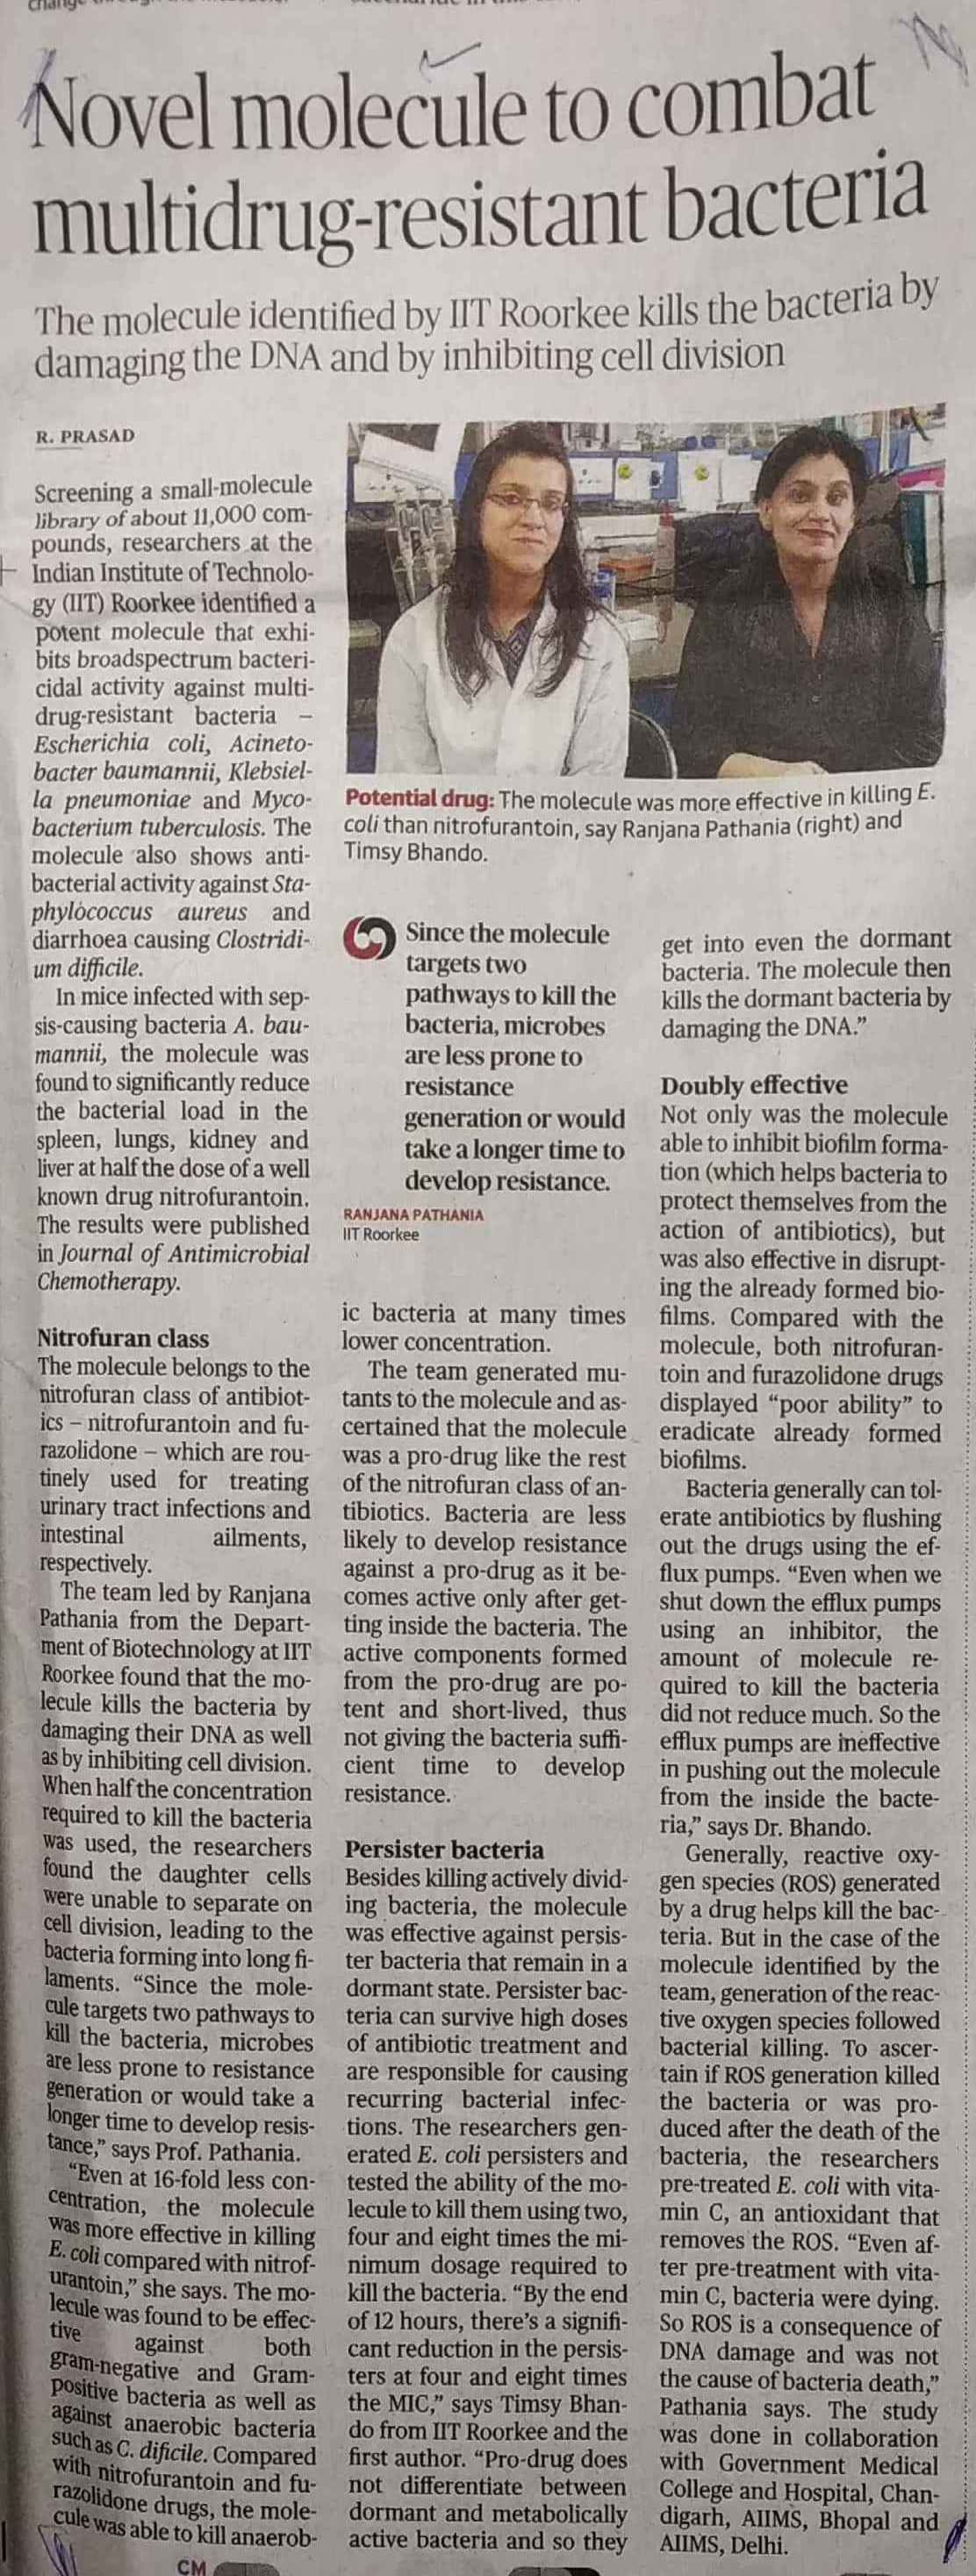 Novel molecule to combat
multidrug-resistant bacteria
The molecule identified by IIT Roorkee kills the bacteria by
damaging the DNA and by inhibiting cell division
R. PRASAD
Screening a small-molecule
library of about 11,000 com-
pounds, researchers at the
Indian Institute of Technolo-
gy (IIT) Roorkee identified a
potent molecule that exhi-
bits broadspectrum bacteri-
cidal activity against multi-
drug-resistant bacteria –
Escherichia coli, Acineto-
bacter baumannii, Klebsiel-
la pneumoniae and Myco-
bacterium tuberculosis. The
molecule also shows anti-
bacterial activity against Sta-
phylococcus aureus and
diarrhoea causing Clostridi-
um difficile.
In mice infected with sep-
sis-causing bacteria A. bau-
mannii, the molecule was
found to significantly reduce
the bacterial load in the
spleen, lungs, kidney and
liver at half the dose of a well
known drug nitrofurantoin.
The results were published
in Journal of Antimicrobial
Chemotherapy.
Nitrofuran class
The molecule belongs to the
nitrofuran class of antibiot-
ics – nitrofurantoin and fu-
razolidone – which are rou-
tinely used for treating
urinary tract infections and
intestinal ailments,
respectively.
The team led by Ranjana
Pathania from the Depart-
ment of Biotechnology at IIT
Roorkee found that the mo-
lecule kills the bacteria by
damaging their DNA as well
as by inhibiting cell division.
When half the concentration
required to kill the bacteria
was used, the researchers
found the daughter cells
were unable to separate on
cell division, leading to the
bacteria forming into long fi-
laments. “Since the mole-
cule targets two pathways to
kill the bacteria, microbes
are less prone to resistance
generation or would take a
longer time to develop resis-
tance,” says Prof. Pathania.
“Even at 16-fold less con-
centration, the molecule
was more effective in killing
E. coli compared with nitrof-
urantoin,” she says. The mo-
lecule was found to be effec-
tive against both
gram-negative and Gram-
positive bacteria as well as
against anaerobic bacteria
such as C. dificile. Compared
with nitrofurantoin and fu-
razolidone drugs, the mole-
cule was able to kill anaerob-
Potential drug: The molecule was more effective in killing E.
coli than nitrofurantoin, say Ranjana Pathania (right) and
Timsy Bhando.
Since the molecule
targets two
pathways to kill the
bacteria, microbes
are less prone to
resistance
generation or would
take a longer time to
develop resistance.
RANJANA PATHANIA
IIT Roorkee
ic bacteria at many times
lower concentration.
The team generated mu-
tants to the molecule and as-
certained that the molecule
was a pro-drug like the rest
of the nitrofuran class of an-
tibiotics. Bacteria are less
likely to develop resistance
against a pro-drug as it be-
comes active only after get-
ting inside the bacteria. The
active components formed
from the pro-drug are po-
tent and short-lived, thus
not giving the bacteria suffi-
cient time to develop
resistance.
Persister bacteria
Besides killing actively divid-
ing bacteria, the molecule
was effective against persis-
ter bacteria that remain in a
dormant state. Persister bac-
teria can survive high doses
of antibiotic treatment and
are responsible for causing
recurring bacterial infec-
tions. The researchers gen-
erated E. coli persisters and
tested the ability of the mo-
lecule to kill them using two,
four and eight times the mi-
nimum dosage required to
kill the bacteria. “By the end
of 12 hours, there’s a signifi-
cant reduction in the persis-
ters at four and eight times
the MIC,” says Timsy Bhan-
do from IIT Roorkee and the
first author. “Pro-drug does
not differentiate between
dormant and metabolically
active bacteria and so they
get into even the dormant
bacteria. The molecule then
kills the dormant bacteria by
damaging the DNA.”
Doubly effective
Not only was the molecule
able to inhibit biofilm forma-
tion (which helps bacteria to
protect themselves from the
action of antibiotics), but
was also effective in disrupt-
ing the already formed bio-
films. Compared with the
molecule, both nitrofuran-
toin and furazolidone drugs
displayed “poor ability” to
eradicate already formed
biofilms.
Bacteria generally can tol-
erate antibiotics by flushing
out the drugs using the ef-
flux pumps. “Even when we
shut down the efflux pumps
using an inhibitor, the
amount of molecule re-
quired to kill the bacteria
did not reduce much. So the
efflux pumps are ineffective
in pushing out the molecule
from the inside the bacte-
ria,” says Dr. Bhando.
Generally, reactive oxy-
gen species (ROS) generated
by a drug helps kill the bac-
teria. But in the case of the
molecule identified by the
team, generation of the reac-
tive oxygen species followed
bacterial killing. To ascer-
tain if ROS generation killed
the bacteria or was pro-
duced after the death of the
bacteria, the researchers
pre-treated E. coli with vita-
min C, an antioxidant that
removes the ROS. “Even af-
ter pre-treatment with vita-
min C, bacteria were dying.
So ROS is a consequence of
DNA damage and was not
the cause of bacteria death,”
Pathania says. The study
was done in collaboration
with Government Medical
College and Hospital, Chan-
digarh, AIIMS, Bhopal and
AIIMS, Delhi.
CM